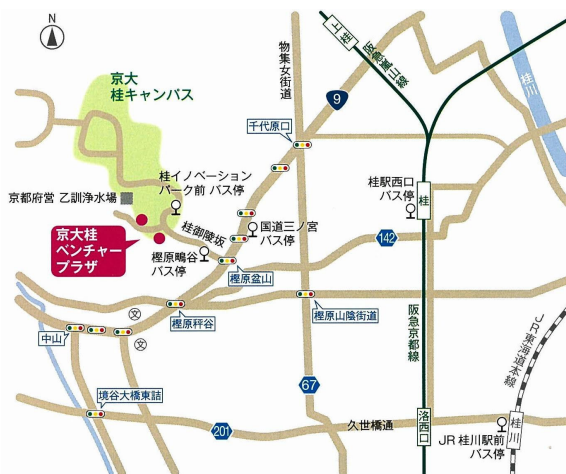 N
上桂
阪急嵐山線
物集女街道
桂川
京大
桂キャンパス
9
千代原口
京都府営 乙訓浄水場
桂イノベーション
パーク前 バス停
桂駅西口
バス停
桂
京大桂
ベンチャー
プラザ
桂御陵坂
国道三ノ宮
バス停
142
樫原鴫谷
バス停
樫原盆山
文
樫原秤谷
樫原山陰街道
阪急京都線
中山
文
JR東海道本線
67
境谷大橋東詰
201
久世橋通
洛西口
桂川
JR 桂川駅前
バス停